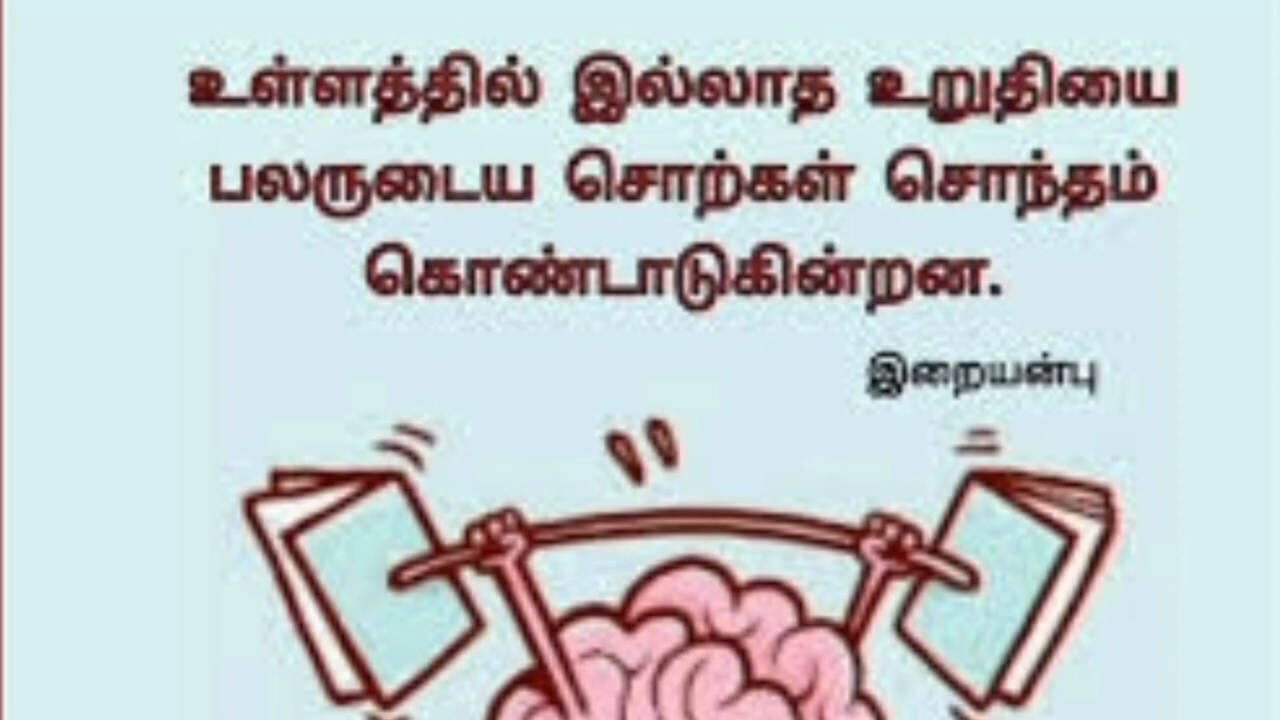 உள்ளத்தில் இல்லாத உறுதியை
பலருடைய சொற்கள் சொந்தம்
கொண்டாடுகின்றன.
இறையன்பு